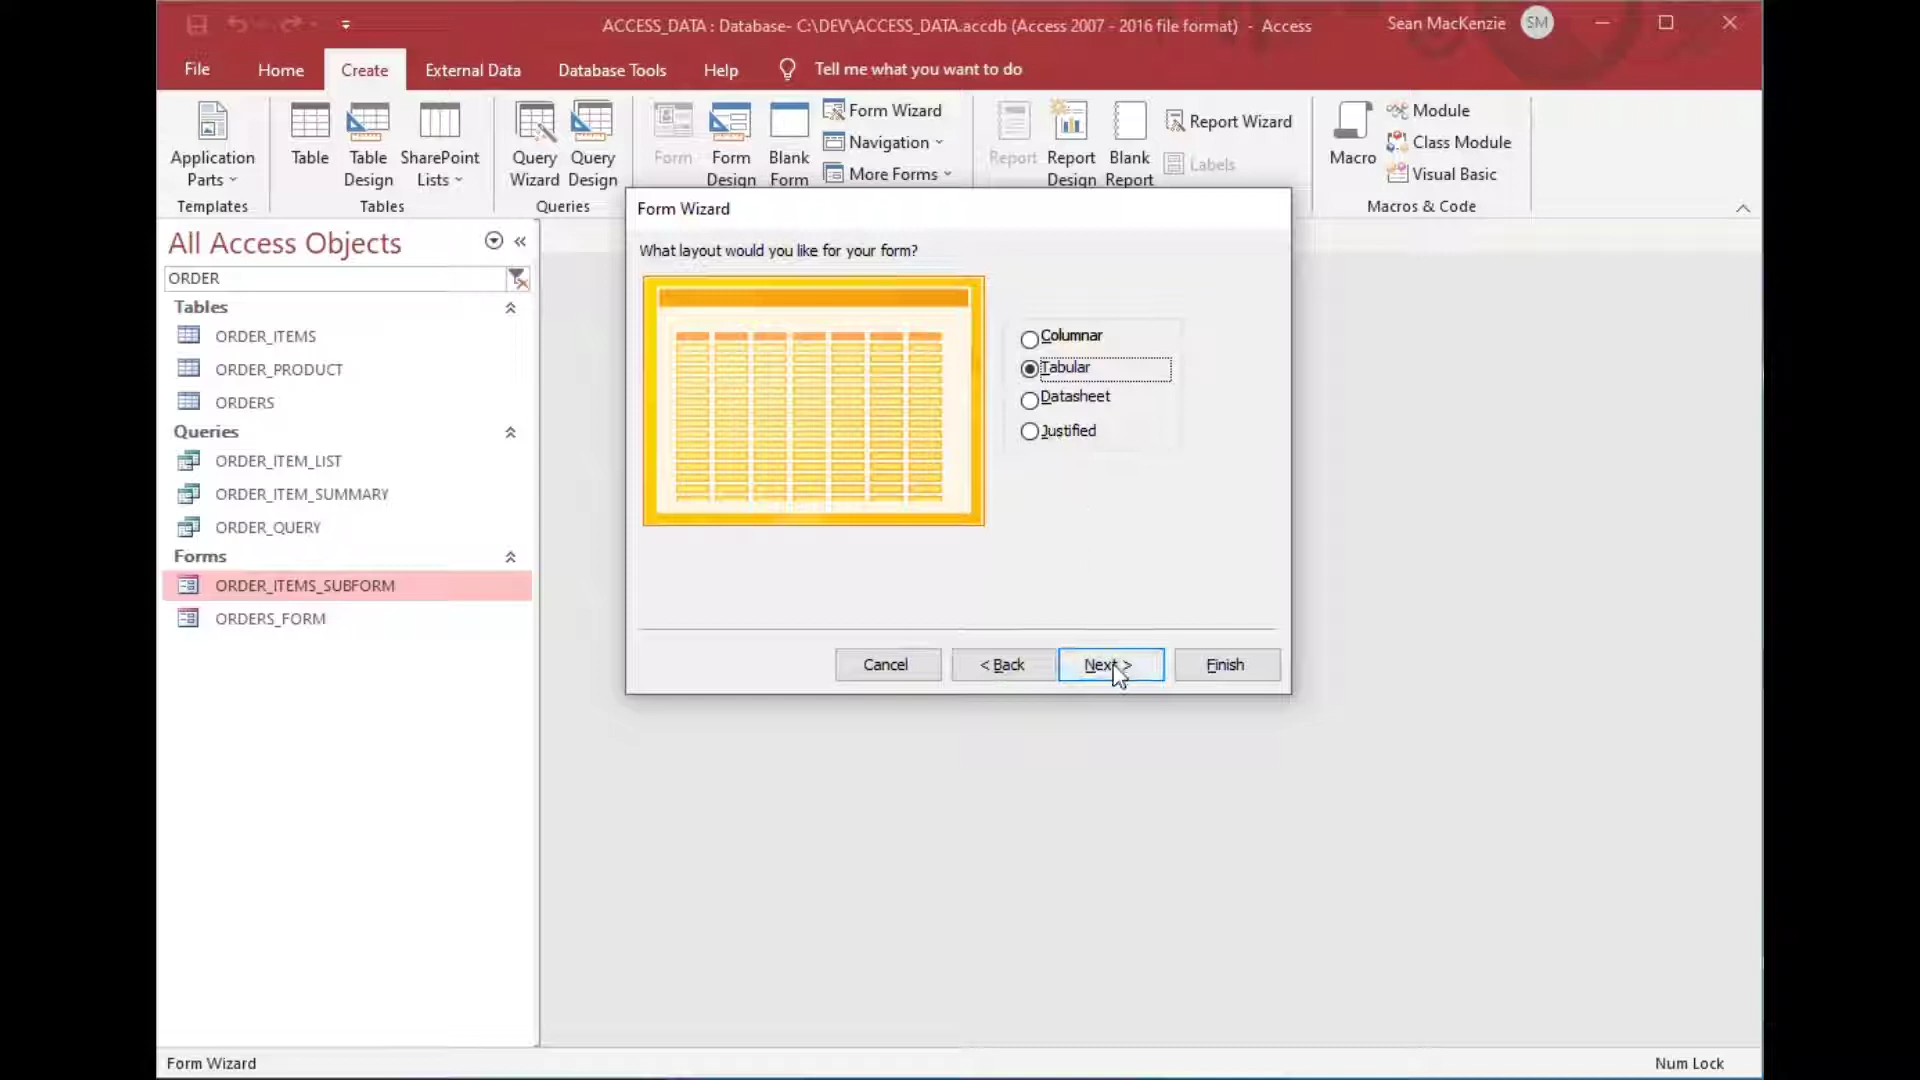 ACCESS_DATA : Database- C:\DEV\ACCESS_DATA.accdb (Access 2007 - 2016 file format) - Access
Sean MacKenzie SM
File Home Create External Data Database Tools Help Tell me what you want to do
Application Parts
Templates
Table
Table Design
SharePoint Lists
Tables
Query Wizard
Query Design
Queries
Form
Form Design
Blank Form
Form Wizard
Navigation
More Forms
Report
Report Design
Blank Report
Report Wizard
Labels
Macro
Module
Class Module
Visual Basic
Macros & Code
All Access Objects
ORDER
Tables
ORDER_ITEMS
ORDER_PRODUCT
ORDERS
Queries
ORDER_ITEM_LIST
ORDER_ITEM_SUMMARY
ORDER_QUERY
Forms
ORDER_ITEMS_SUBFORM
ORDERS_FORM
Form Wizard
What layout would you like for your form?
Columnar
Tabular
Datasheet
Justified
Cancel < Back Next > Finish
Form Wizard
Num Lock